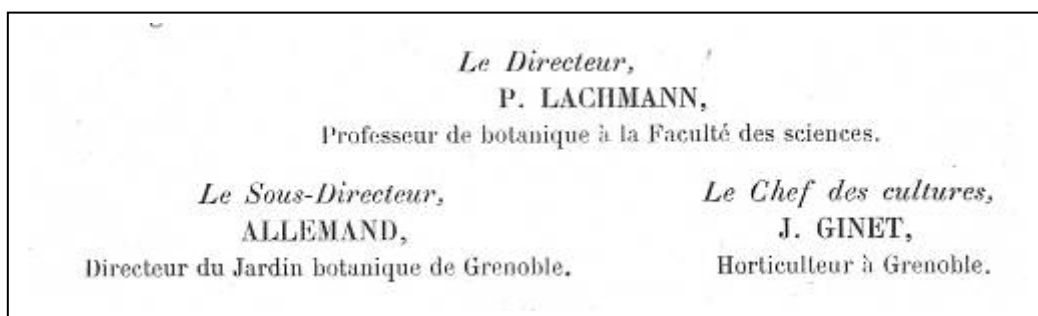 Le Directeur,
P. LACHMANN,
Professeur de botanique à la Faculté des sciences.
Le Sous-Directeur,
ALLEMAND,
Directeur du Jardin botanique de Grenoble.
Le Chef des cultures,
J. GINET,
Horticulteur à Grenoble.